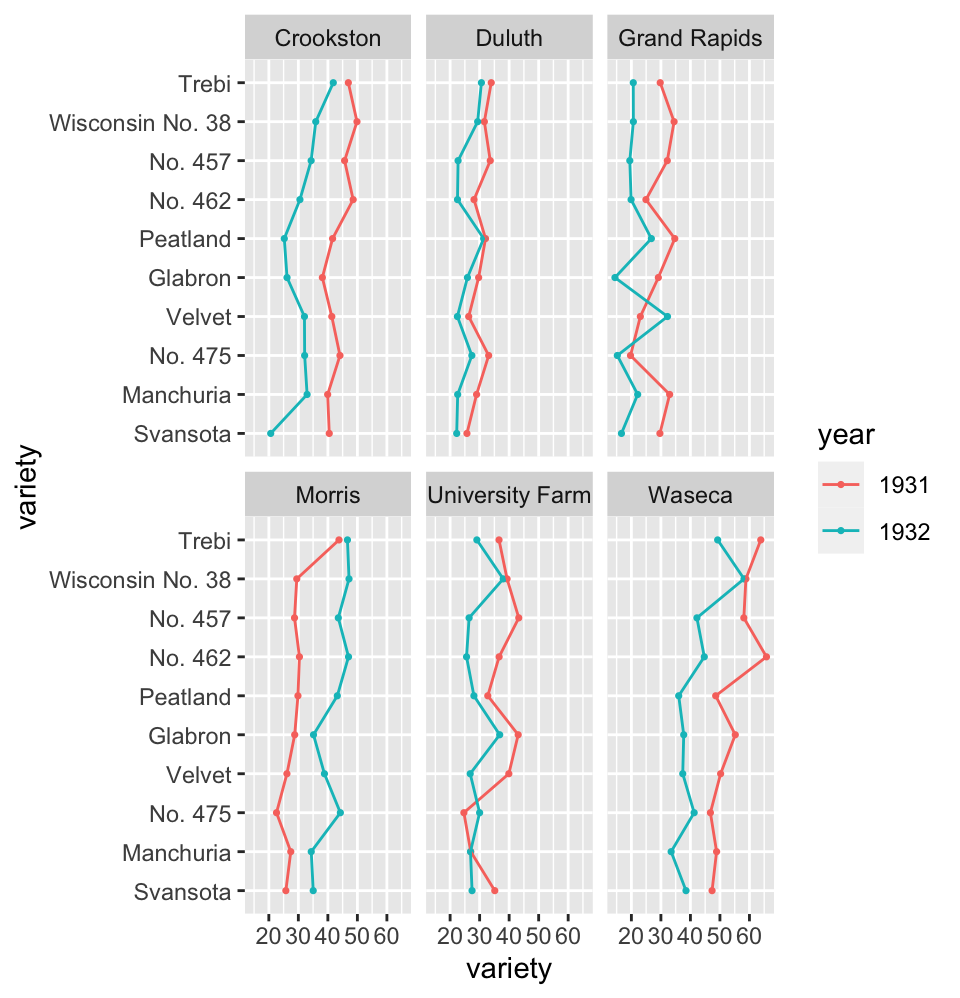 Crookston Duluth Grand Rapids
Trebi
Wisconsin No. 38
No. 457
No. 462
Peatland
Glabron
Velvet
No. 475
Manchuria
Svansota
variety
Morris University Farm Waseca
Trebi
Wisconsin No. 38
No. 457
No. 462
Peatland
Glabron
Velvet
No. 475
Manchuria
Svansota
20 30 40 50 60 20 30 40 50 60 20 30 40 50 60
variety
year
1931
1932